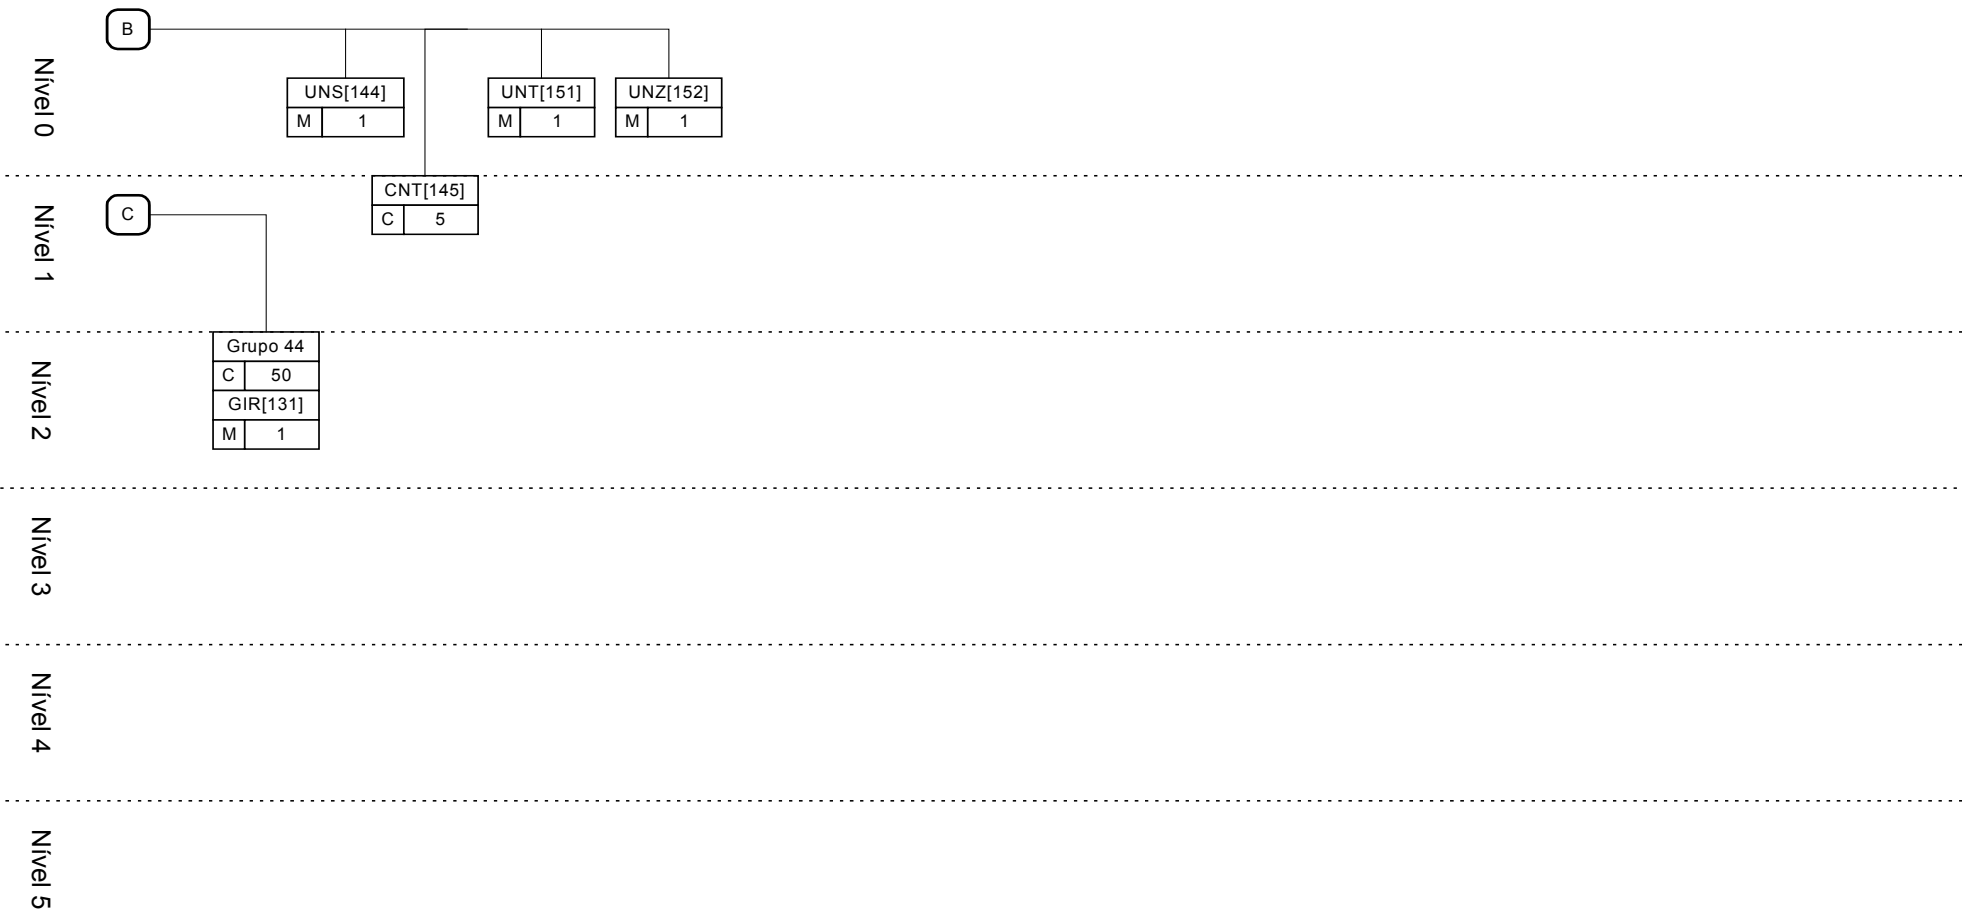 B
Nível 0
UNS[144]
M 1
UNT[151]
M 1
UNZ[152]
M 1
CNT[145]
C 5
Nível 1
C
Nível 2
Grupo 44
C 50
GIR[131]
M 1
Nível 3
Nível 4
Nível 5